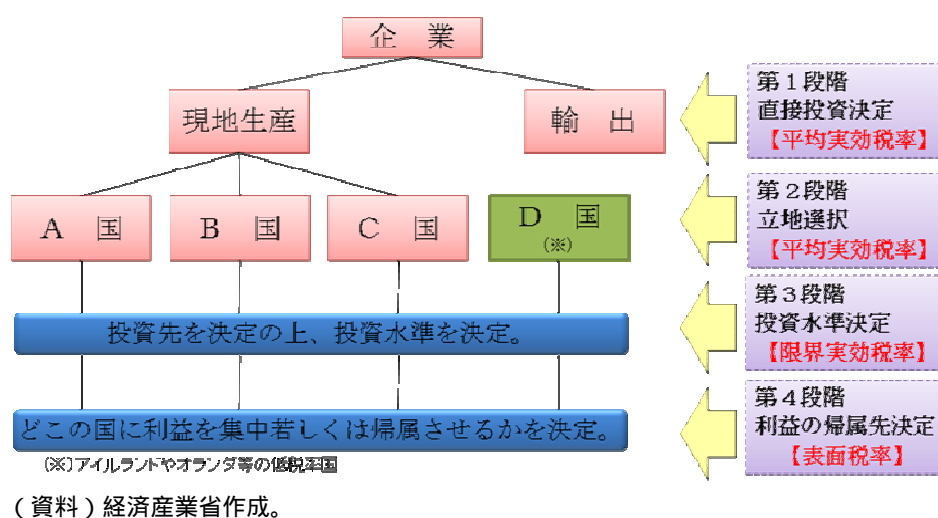 企 業
現地生産
輸 出
A 国
B 国
C 国
D 国
(※)
投資先を決定の上、投資水準を決定。
どこの国に利益を集中若しくは帰属させるかを決定。
(※)アイルランドやオランダ等の低税率国
第1段階
直接投資決定
【平均実効税率】
第2段階
立地選択
【平均実効税率】
第3段階
投資水準決定
【限界実効税率】
第4段階
利益の帰属先決定
【表面税率】
(資料)経済産業省作成。